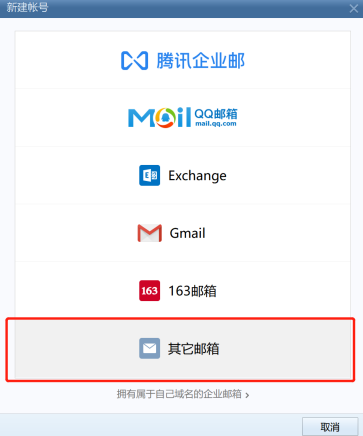 新建帐号
腾讯企业邮
Mail QQ邮箱
mail.qq.com
Exchange
Gmail
163 163邮箱
其它邮箱
拥有属于自己域名的企业邮箱 ›
取消